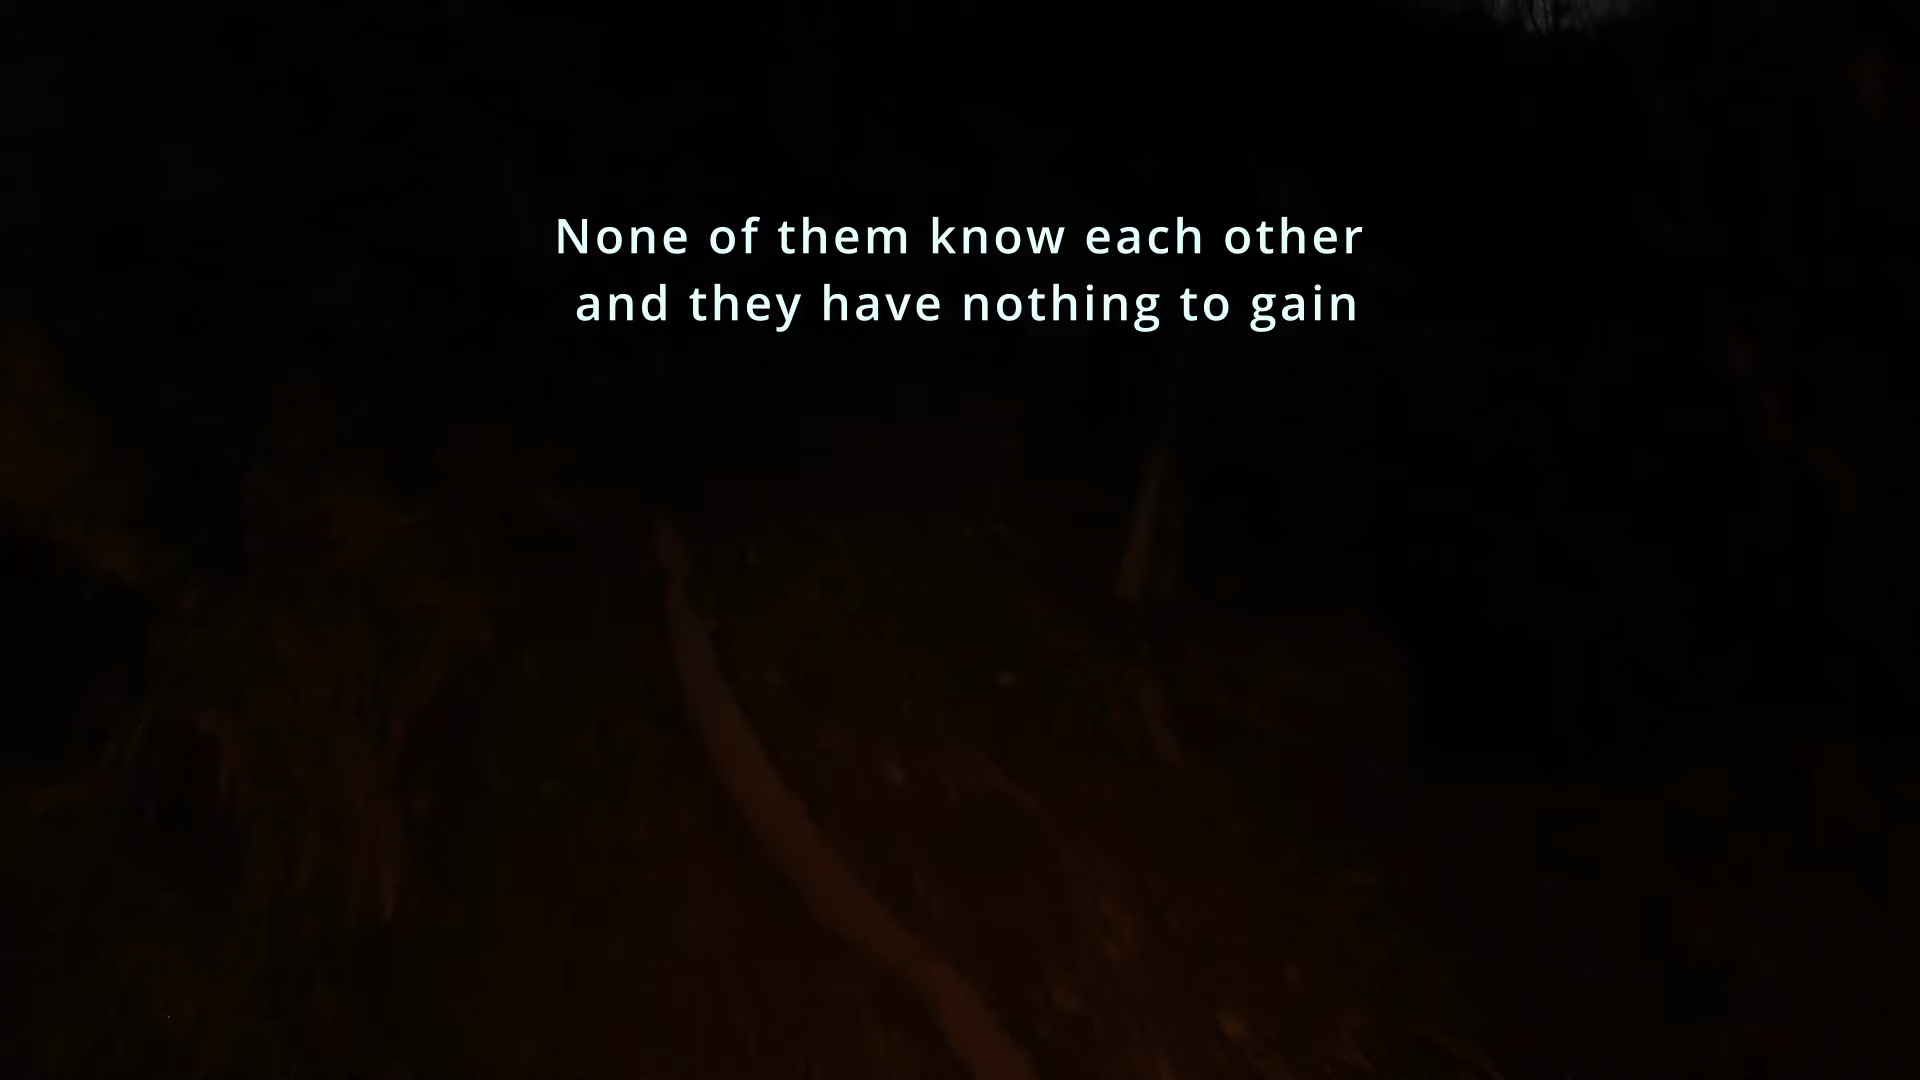 None of them know each other
and they have nothing to gain